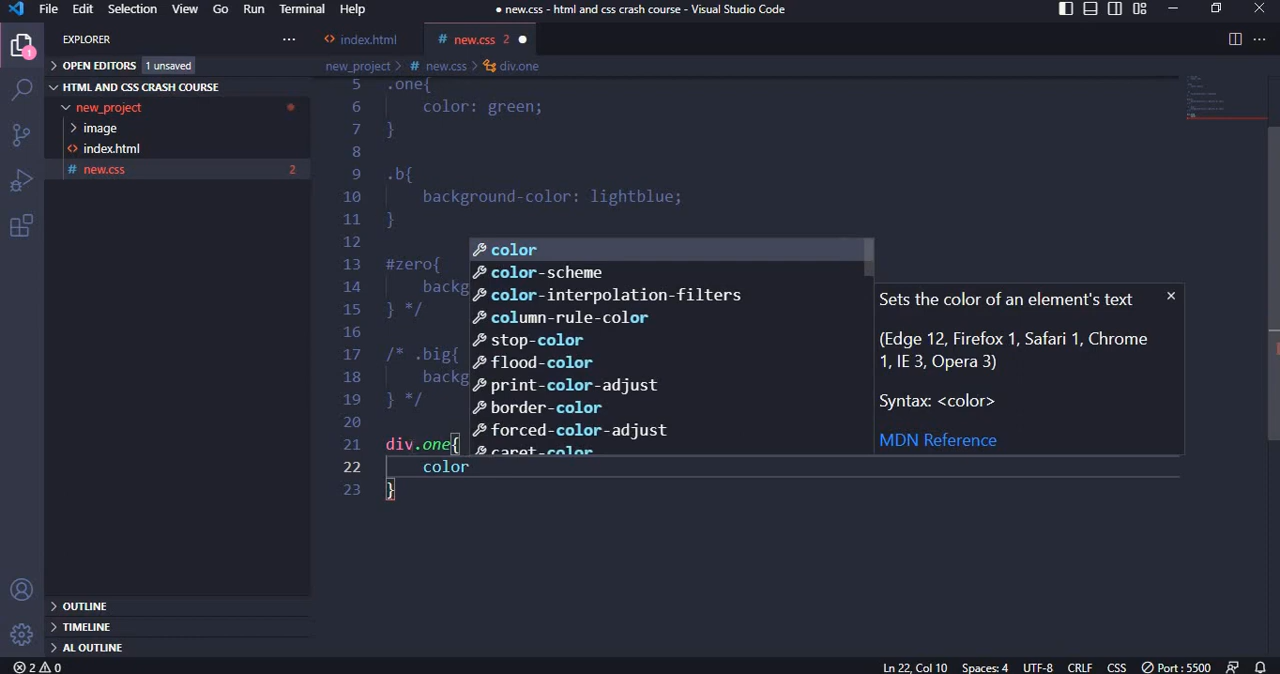 File Edit Selection View Go Run Terminal Help
● new.css - html and css crash course - Visual Studio Code
EXPLORER
index.html
# new.css 2
OPEN EDITORS 1 unsaved
new_project > # new.css > div.one
HTML AND CSS CRASH COURSE
new_project
image
index.html
# new.css 2
1
5 .one{
6 color: green;
7 }
8
9 .b{
10 background-color: lightblue;
11 }
12
13 #zero{
14 backg
15 } */
16
17 /* .big{
18 backg
19 } */
20
21 div.one{
22 color
23 }
color
color-scheme
color-interpolation-filters
column-rule-color
stop-color
flood-color
print-color-adjust
border-color
forced-color-adjust
caret-color
Sets the color of an element's text
(Edge 12, Firefox 1, Safari 1, Chrome
1, IE 3, Opera 3)
Syntax: <color>
MDN Reference
OUTLINE
TIMELINE
AL OUTLINE
2 0
Ln 22, Col 10 Spaces: 4 UTF-8 CRLF CSS Port : 5500